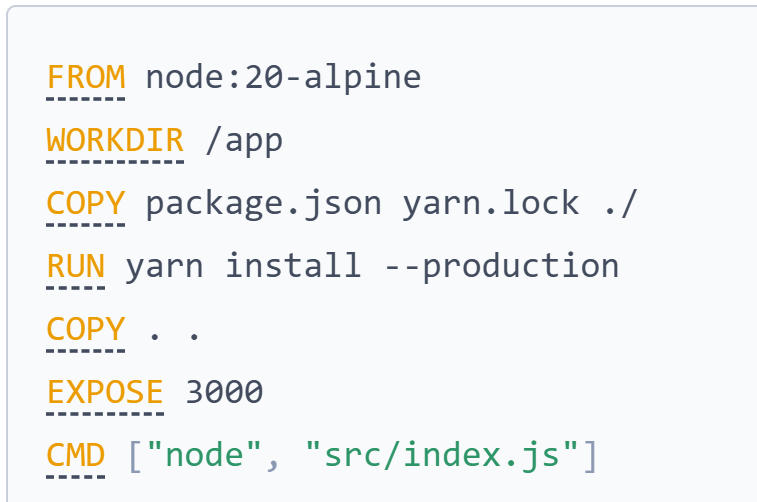 FROM node:20-alpine
WORKDIR /app
COPY package.json yarn.lock ./
RUN yarn install --production
COPY . .
EXPOSE 3000
CMD ["node", "src/index.js"]